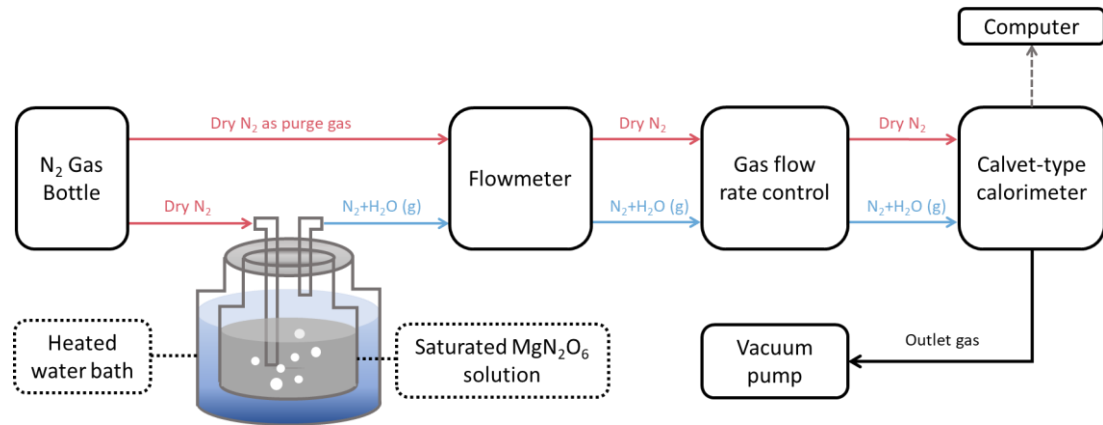 Computer
Dry N₂ as purge gas
Dry N₂
Dry N₂
N₂ Gas
Bottle
Flowmeter
Gas flow
rate control
Calvet-type
calorimeter
Dry N₂
N₂+H₂O (g)
N₂+H₂O (g)
N₂+H₂O (g)
Heated
water bath
Saturated MgN₂O₆
solution
Vacuum
pump
Outlet gas